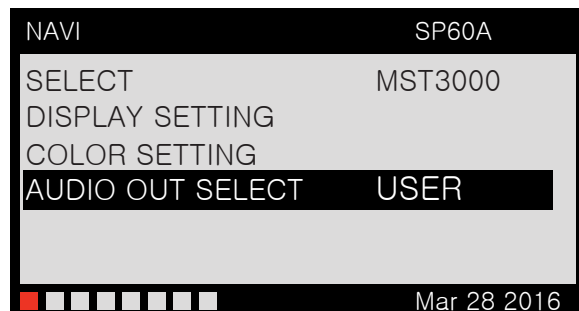 NAVI SP60A
SELECT MST3000
DISPLAY SETTING
COLOR SETTING
AUDIO OUT SELECT USER
Mar 28 2016